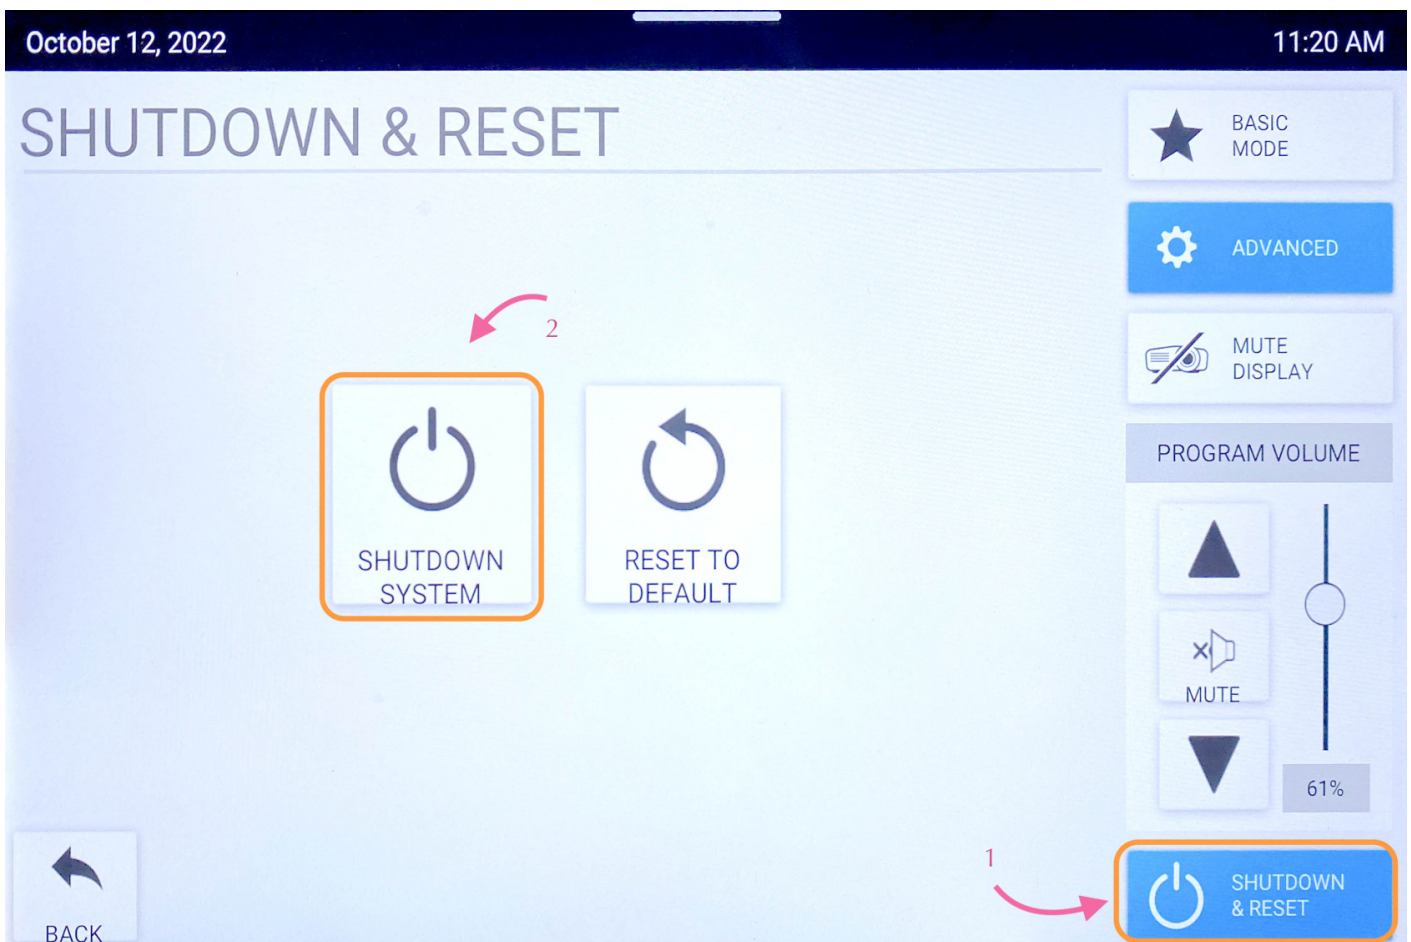 October 12, 2022
11:20 AM
SHUTDOWN & RESET
BASIC
MODE
ADVANCED
2
MUTE
DISPLAY
PROGRAM VOLUME
SHUTDOWN
SYSTEM
RESET TO
DEFAULT
MUTE
61%
1
SHUTDOWN
& RESET
BACK